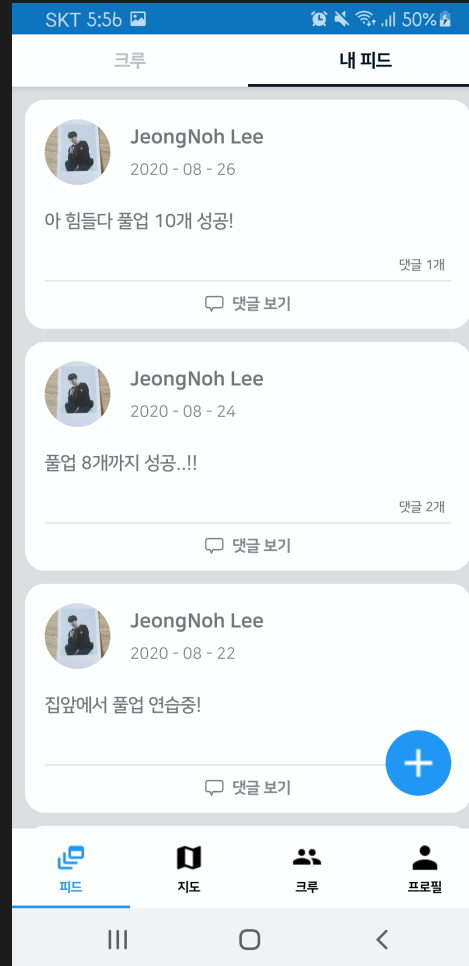 SKT 5:56
50%
크루
내 피드
JeongNoh Lee
2020 - 08 - 26
아 힘들다 풀업 10개 성공!
댓글 1개
댓글 보기
JeongNoh Lee
2020 - 08 - 24
풀업 8개까지 성공..!!
댓글 2개
댓글 보기
JeongNoh Lee
2020 - 08 - 22
집앞에서 풀업 연습중!
댓글 보기
피드
지도
크루
프로필